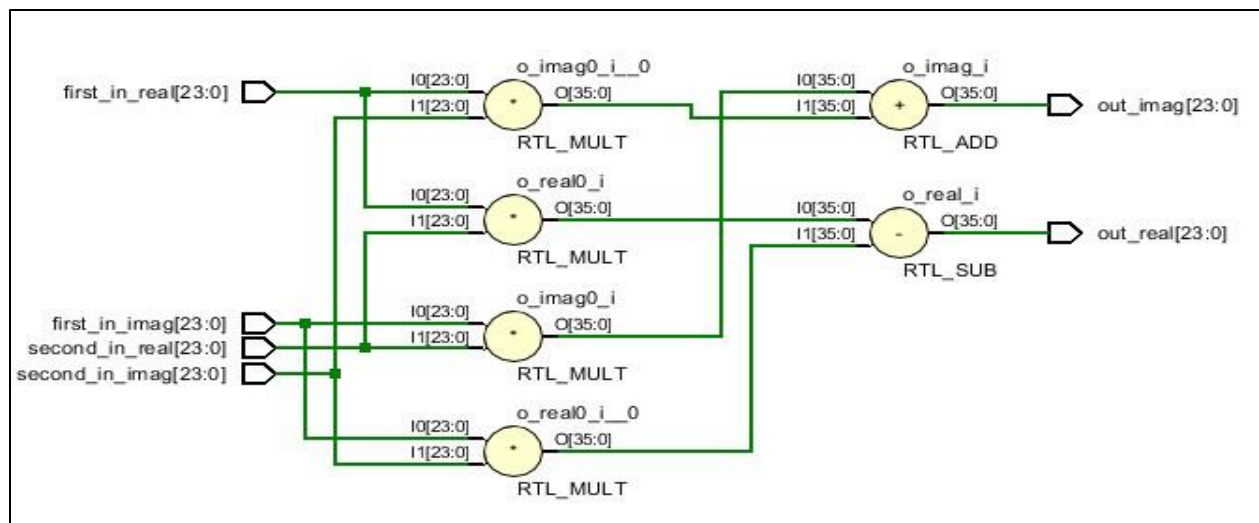 first_in_real[23:0]
o_imag0_i__0
I0[23:0]
I1[23:0]
*
O[35:0]
RTL_MULT
o_imag_i
I0[35:0]
I1[35:0]
+
O[35:0]
RTL_ADD
out_imag[23:0]
o_real0_i
I0[23:0]
I1[23:0]
*
O[35:0]
RTL_MULT
o_real_i
I0[35:0]
I1[35:0]
-
O[35:0]
RTL_SUB
out_real[23:0]
first_in_imag[23:0]
second_in_real[23:0]
second_in_imag[23:0]
o_imag0_i
I0[23:0]
I1[23:0]
*
O[35:0]
RTL_MULT
o_real0_i__0
I0[23:0]
I1[23:0]
*
O[35:0]
RTL_MULT